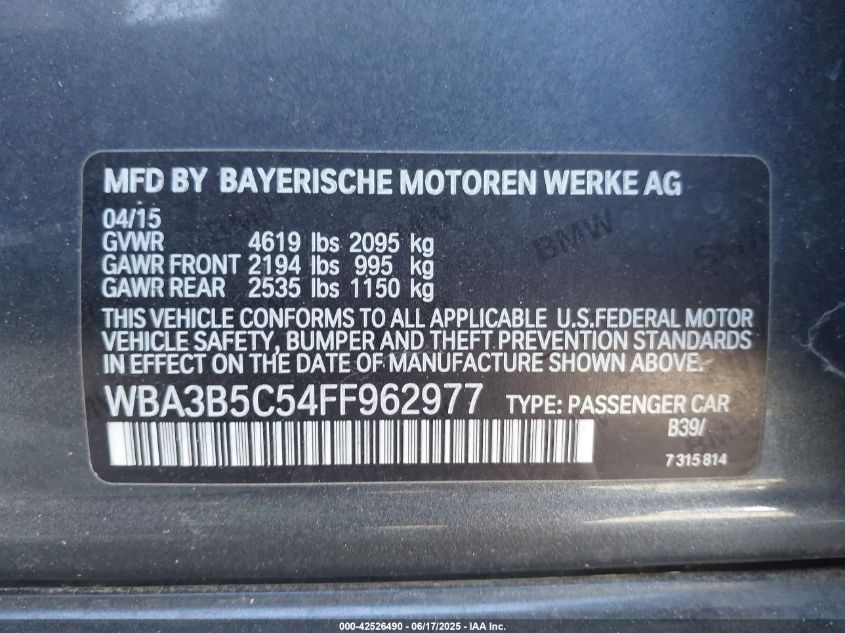 MFD BY BAYERISCHE MOTOREN WERKE AG
04/15
GVWR 4619 lbs 2095 kg
GAWR FRONT 2194 lbs 995 kg
GAWR REAR 2535 lbs 1150 kg
THIS VEHICLE CONFORMS TO ALL APPLICABLE U.S.FEDERAL MOTOR
VEHICLE SAFETY, BUMPER AND THEFT PREVENTION STANDARDS
IN EFFECT ON THE DATE OF MANUFACTURE SHOWN ABOVE.
WBA3B5C54FF962977 TYPE: PASSENGER CAR
B39/
7 315 814
BMW
000-42526490 - 06/17/2025 - IAA Inc.